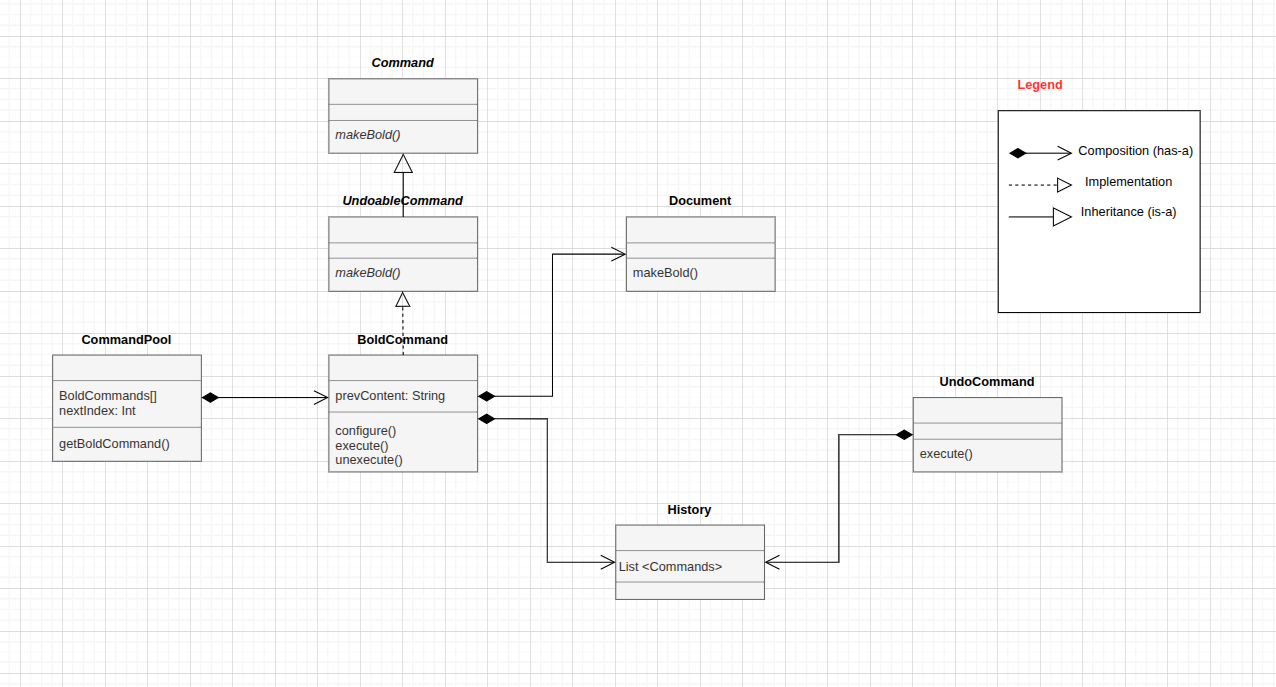 Command
makeBold()
Legend
Composition (has-a)
Implementation
Inheritance (is-a)
UndoableCommand
makeBold()
Document
makeBold()
CommandPool
BoldCommands[]
nextIndex: Int
getBoldCommand()
BoldCommand
prevContent: String
configure()
execute()
unexecute()
UndoCommand
execute()
History
List <Commands>